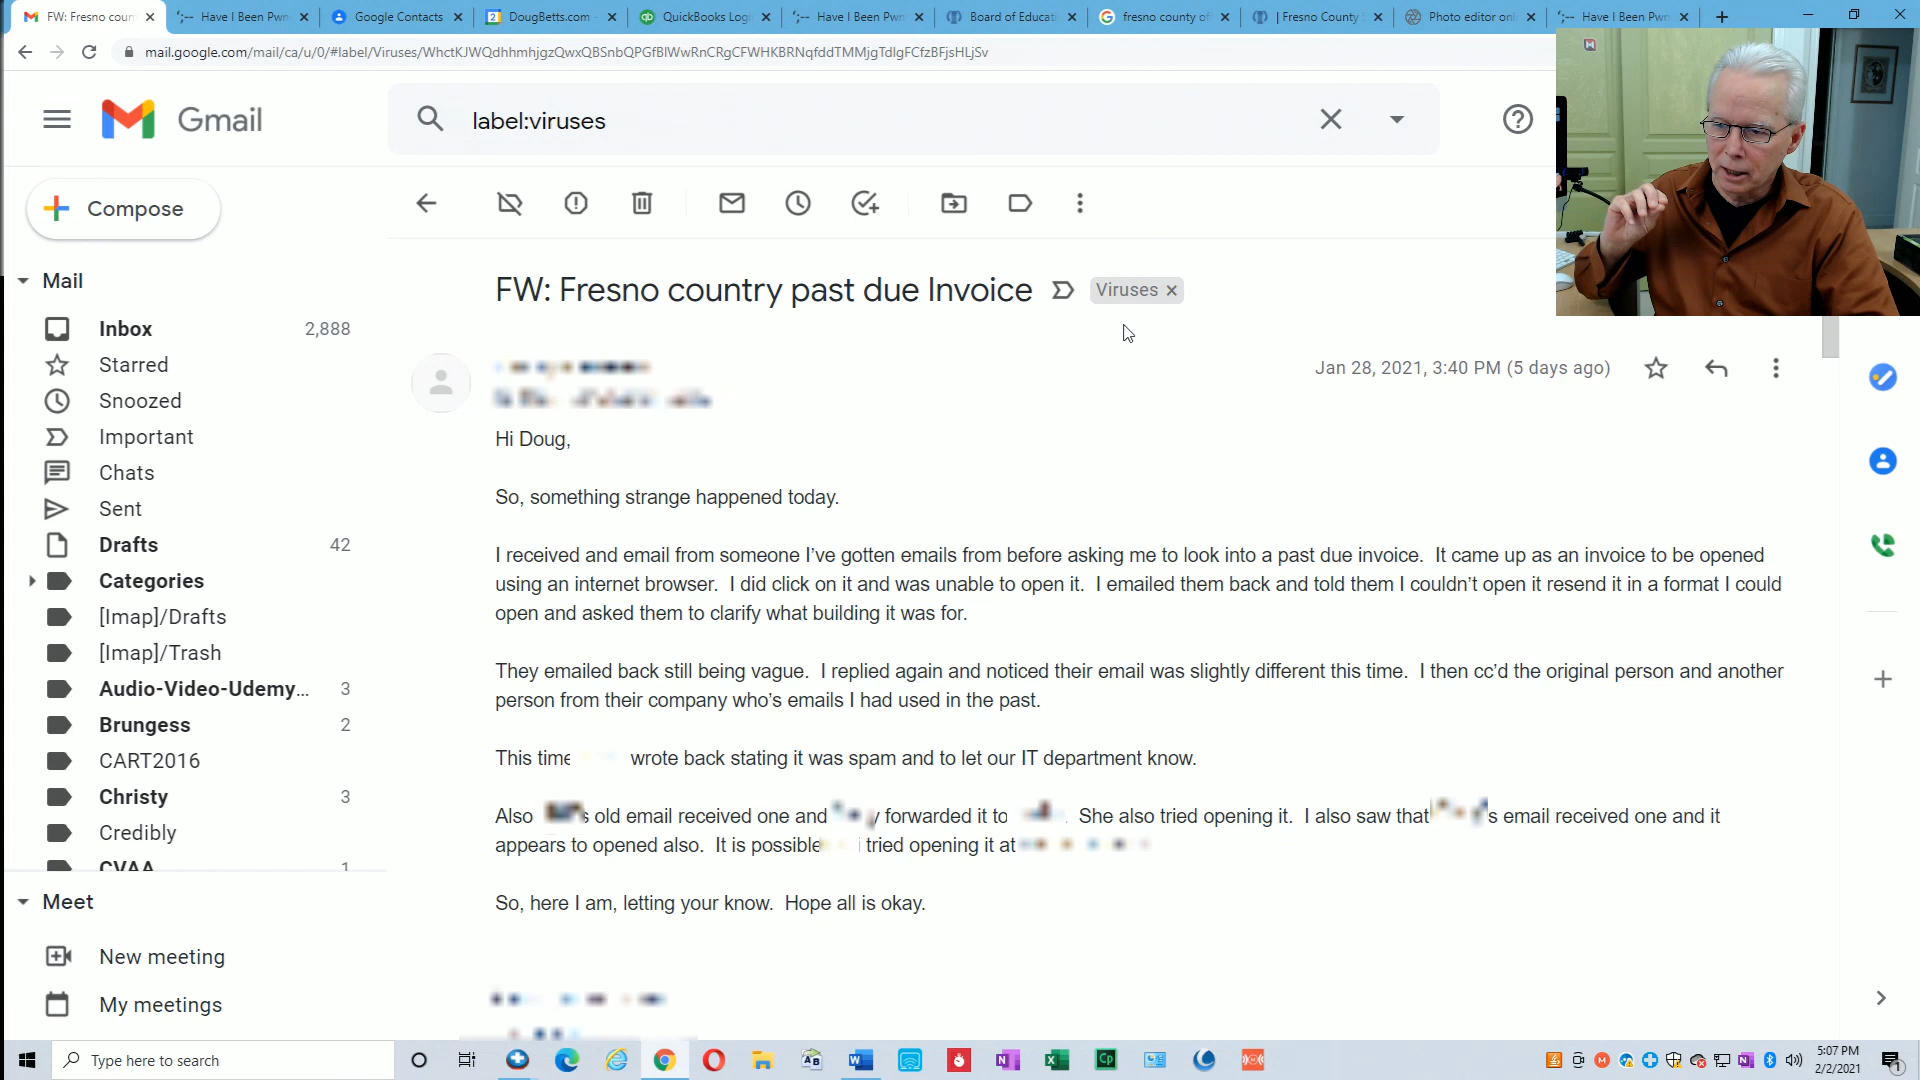 FW: Fresno coun
Have I Been Pwn
Google Contacts
DougBetts.com
QuickBooks Logi
Have I Been Pwn
Board of Educati
fresno county of
| Fresno County
Photo editor onl
Have I Been Pwn
mail.google.com/mail/ca/u/0/#label/Viruses/WhctKJWQdhhmhjgzQwxQBSnbQPGfBlWwRnCRgCFWHKBRNqfddTMMjgTdlgFCfzBFjsHLjSv
Gmail
label:viruses
Compose
Mail
Inbox 2,888
Starred
Snoozed
Important
Chats
Sent
Drafts 42
Categories
[Imap]/Drafts
[Imap]/Trash
Audio-Video-Udemy... 3
Brungess 2
CART2016
Christy 3
Credibly
CVAA 1
Meet
New meeting
My meetings
FW: Fresno country past due Invoice Viruses ×
Jan 28, 2021, 3:40 PM (5 days ago)
Hi Doug,
So, something strange happened today.
I received and email from someone I've gotten emails from before asking me to look into a past due invoice. It came up as an invoice to be opened
using an internet browser. I did click on it and was unable to open it. I emailed them back and told them I couldn't open it resend it in a format I could
open and asked them to clarify what building it was for.
They emailed back still being vague. I replied again and noticed their email was slightly different this time. I then cc'd the original person and another
person from their company who's emails I had used in the past.
This time wrote back stating it was spam and to let our IT department know.
Also s old email received one and y forwarded it to . She also tried opening it. I also saw that s email received one and it
appears to opened also. It is possible tried opening it at
So, here I am, letting your know. Hope all is okay.
Type here to search
5:07 PM
2/2/2021